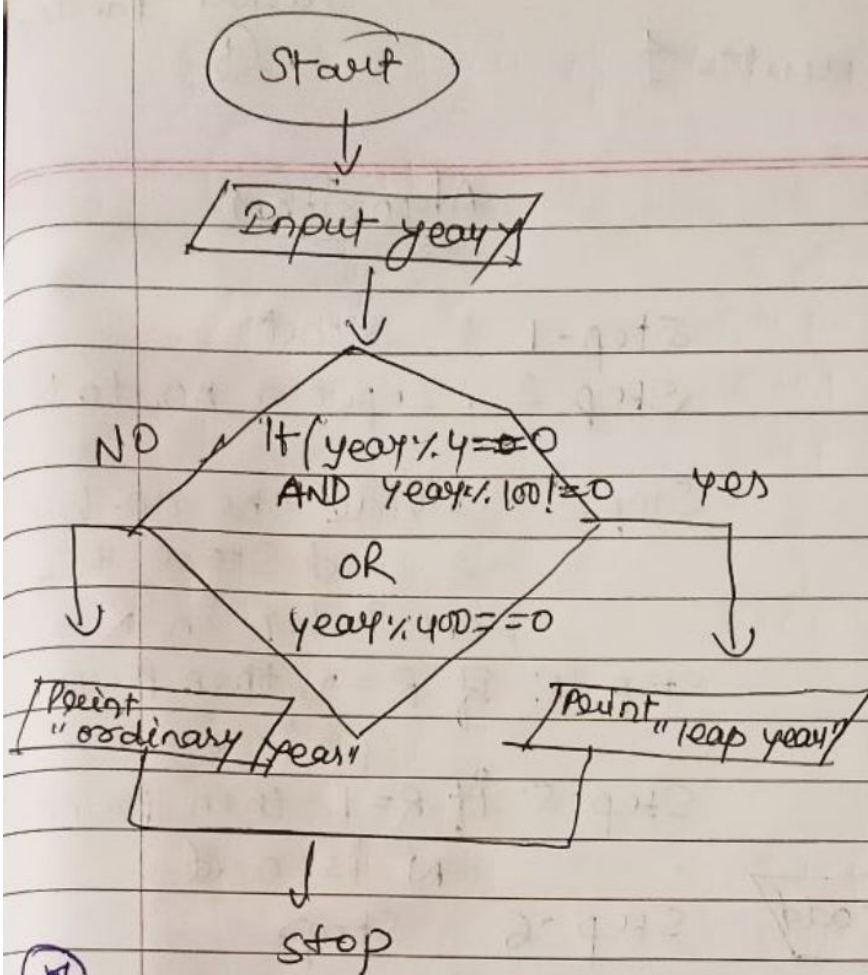 Start
Input year
NO
If (year % 4 == 0
AND year % 100 != 0
yes
OR
year % 400 == 0
Print
"ordinary year"
Print "leap year"
stop